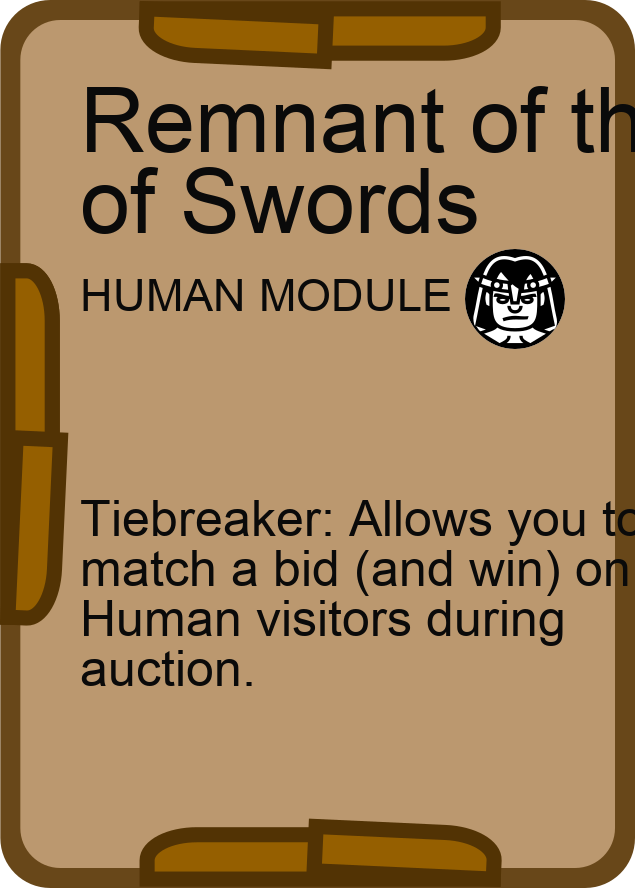 Remnant of th
of Swords
HUMAN MODULE
Tiebreaker: Allows you to
match a bid (and win) on
Human visitors during
auction.